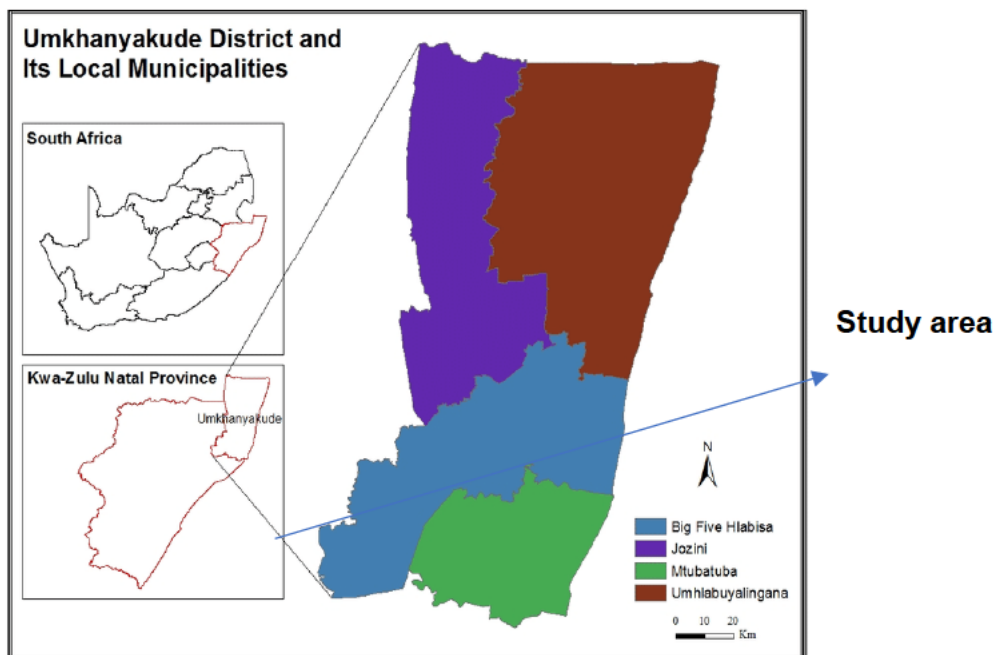 Umkhanyakude District and
Its Local Municipalities
South Africa
Kwa-Zulu Natal Province
Umkhanyakude
Study area
N
Big Five Hlabisa
Jozini
Mtubatuba
Umhlabuyalingana
0 10 20
Km